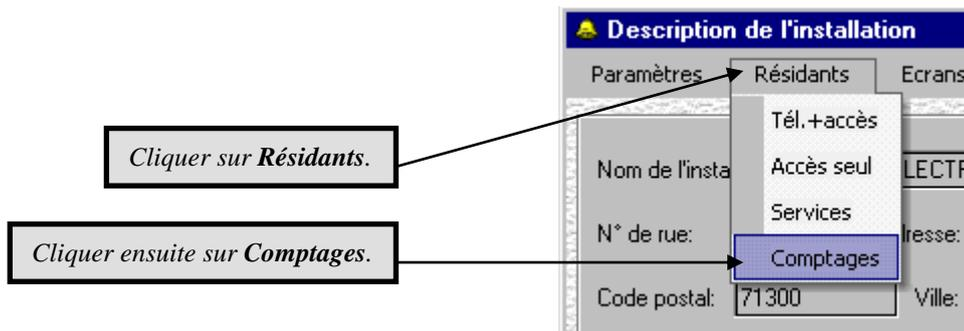 Description de l'installation
Paramètres Résidants Ecrans
Tél.+accès
Cliquer sur Résidants.
Nom de l'insta Accès seul LECTR
Services
N° de rue: resse:
Cliquer ensuite sur Comptages.
Comptages
Code postal: 71300 Ville: